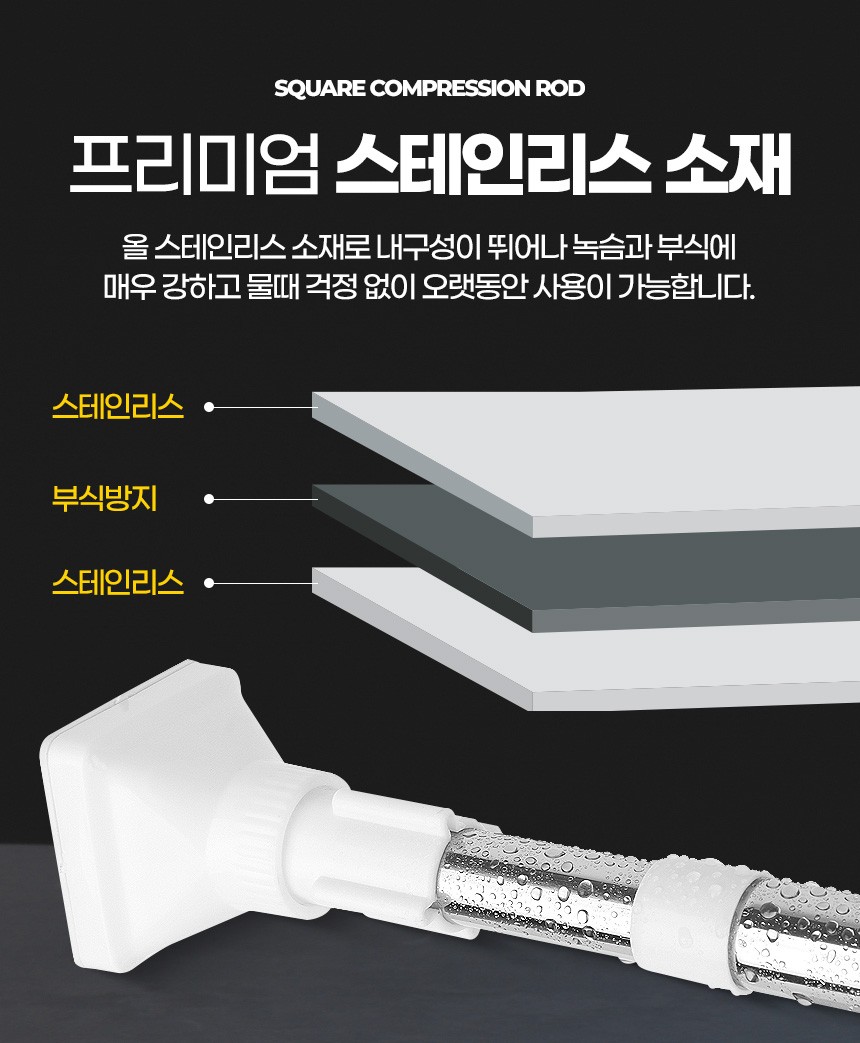 SQUARE COMPRESSION ROD
프리미엄 스테인리스 소재
올 스테인리스 소재로 내구성이 뛰어나 녹슴과 부식에
매우 강하고 물때 걱정 없이 오랫동안 사용이 가능합니다.
스테인리스
부식방지
스테인리스